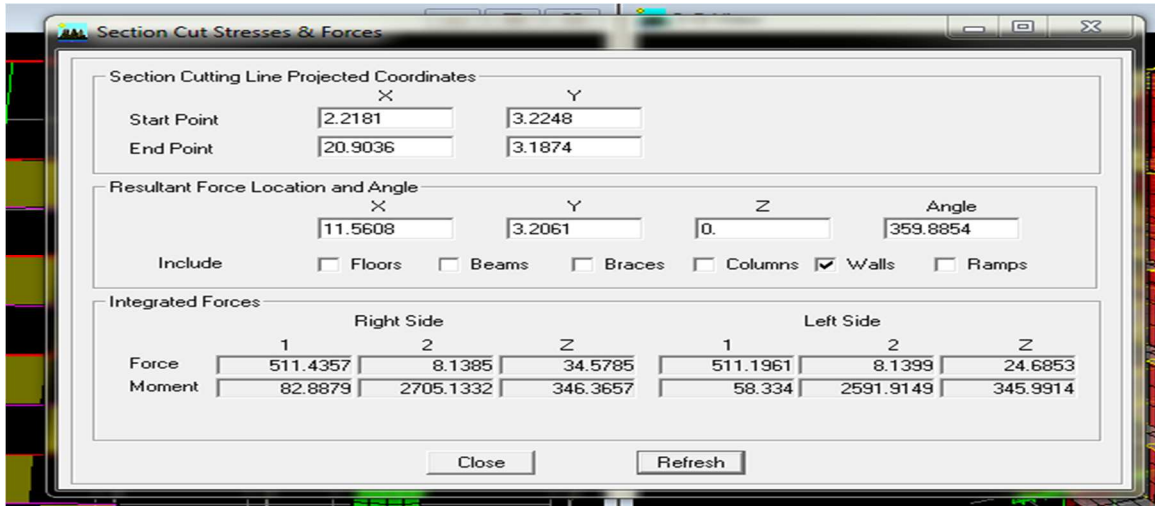 Section Cut Stresses & Forces
Section Cutting Line Projected Coordinates
X Y
Start Point 2.2181 3.2248
End Point 20.9036 3.1874
Resultant Force Location and Angle
X Y Z Angle
11.5608 3.2061 0. 359.8854
Include Floors Beams Braces Columns Walls Ramps
Integrated Forces
Right Side Left Side
1 2 Z 1 2 Z
Force 511.4357 8.1385 34.5785 511.1961 8.1399 24.6853
Moment 82.8879 2705.1332 346.3657 58.334 2591.9149 345.9914
Close Refresh